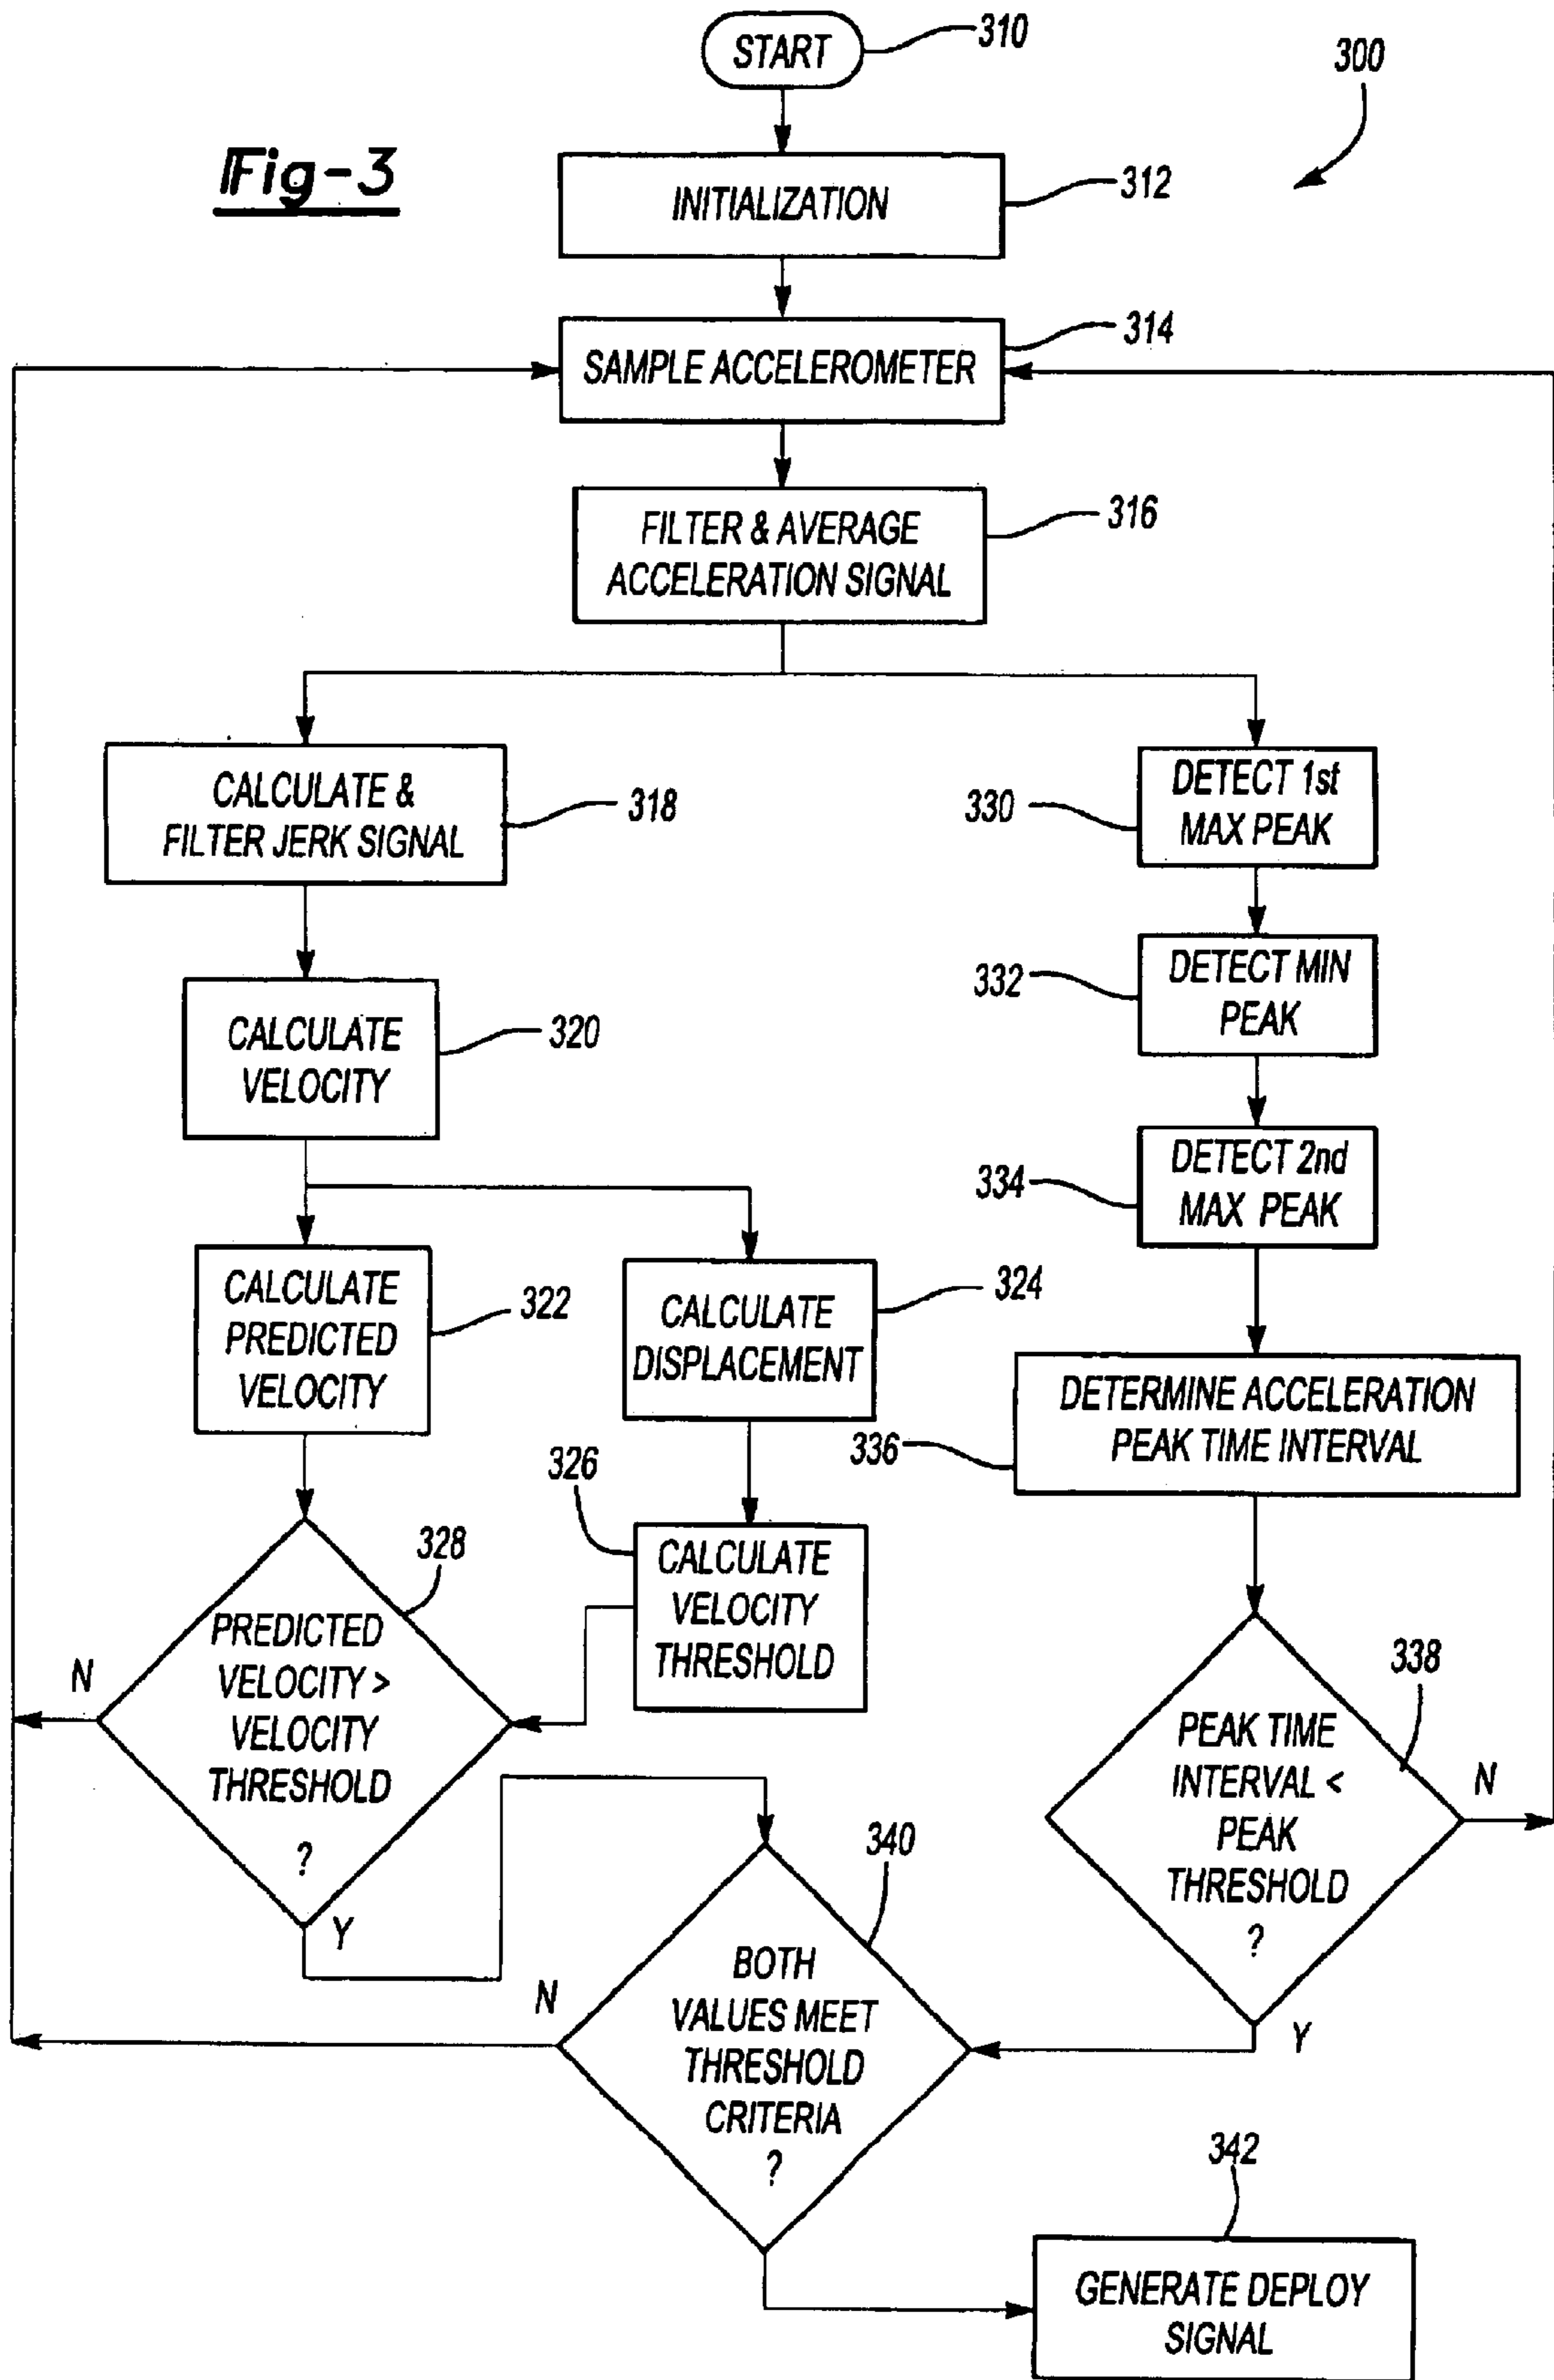 Fig-3
START
310
300
INITIALIZATION
312
SAMPLE ACCELEROMETER
314
FILTER & AVERAGE
ACCELERATION SIGNAL
316
CALCULATE &
FILTER JERK SIGNAL
318
CALCULATE
VELOCITY
320
CALCULATE
PREDICTED
VELOCITY
322
CALCULATE
DISPLACEMENT
324
326
CALCULATE
VELOCITY
THRESHOLD
328
PREDICTED
VELOCITY >
VELOCITY
THRESHOLD
?
N
Y
330
DETECT 1st
MAX PEAK
332
DETECT MIN
PEAK
334
DETECT 2nd
MAX PEAK
336
DETERMINE ACCELERATION
PEAK TIME INTERVAL
338
PEAK TIME
INTERVAL <
PEAK
THRESHOLD
?
N
Y
340
BOTH
VALUES MEET
THRESHOLD
CRITERIA
?
N
342
GENERATE DEPLOY
SIGNAL